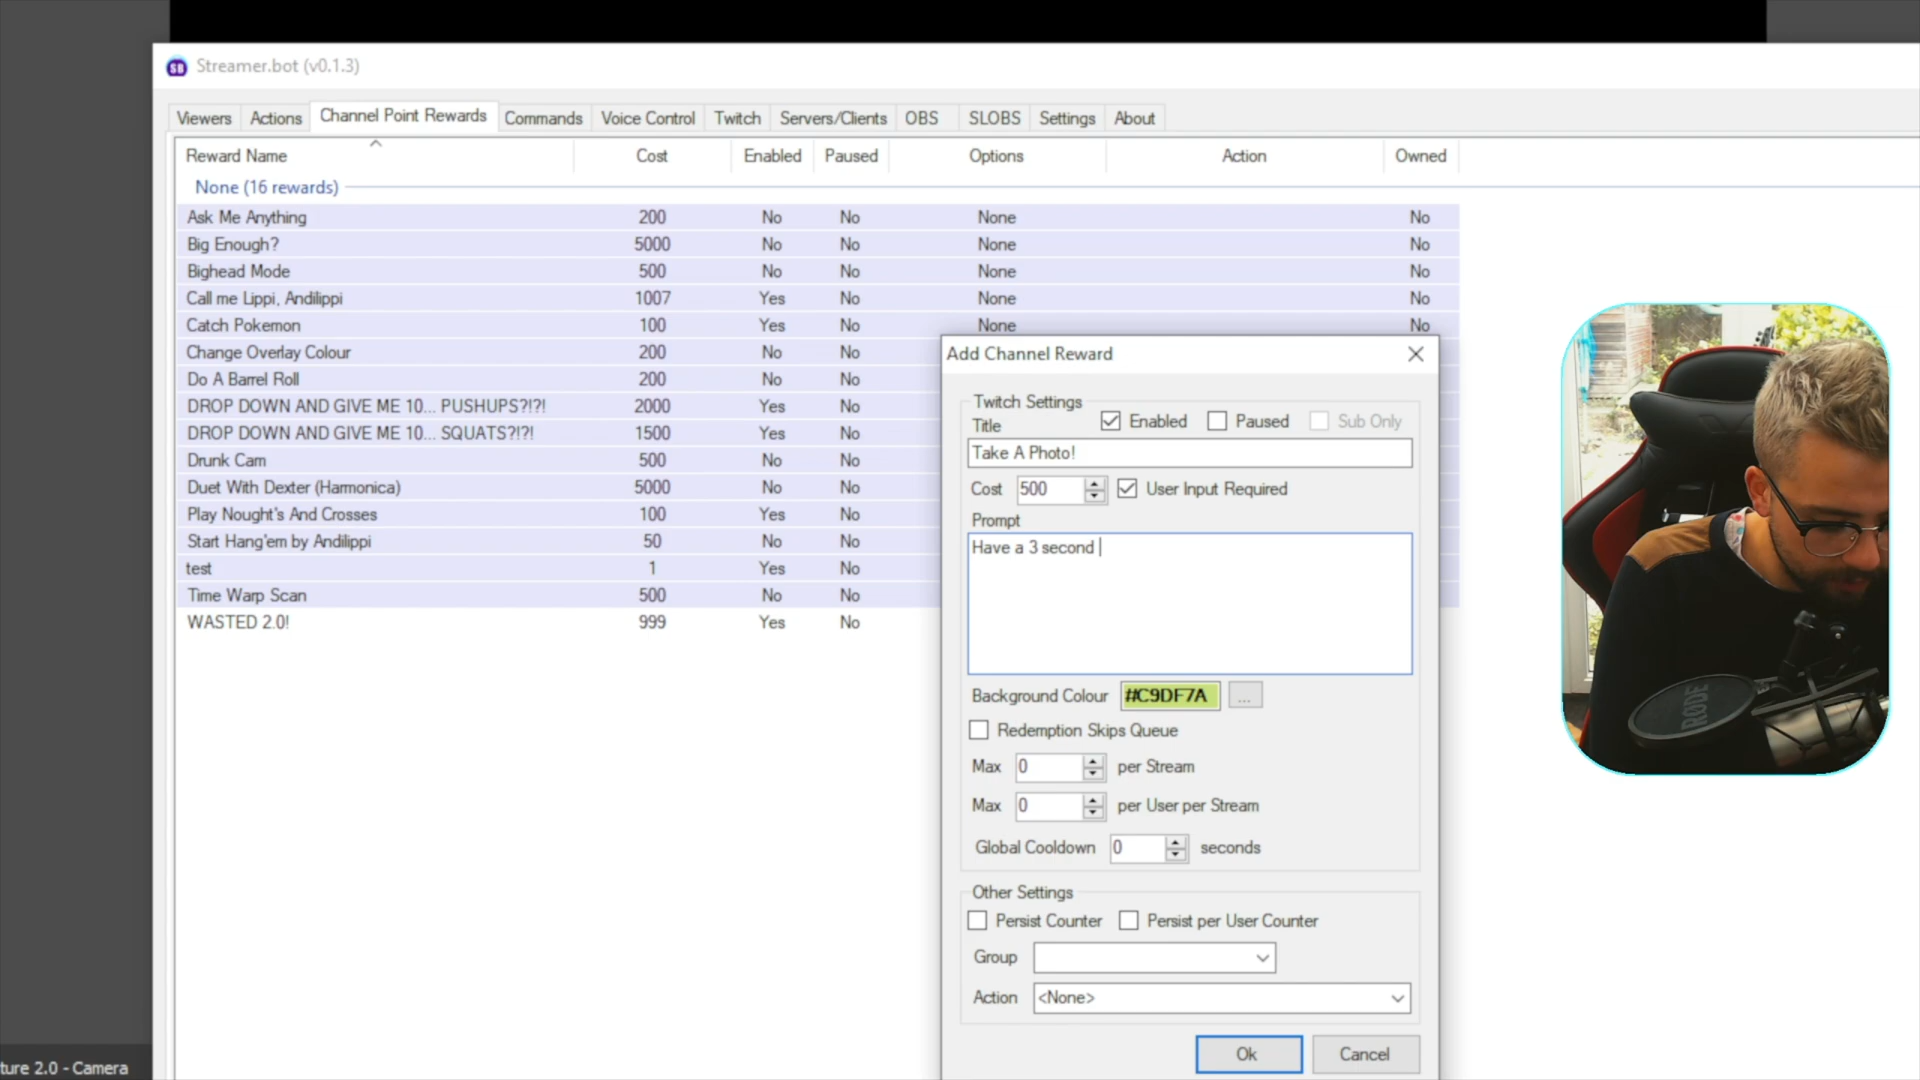 SB Streamer.bot (v0.1.3)
Viewers Actions Channel Point Rewards Commands Voice Control Twitch Servers/Clients OBS SLOBS Settings About
Reward Name Cost Enabled Paused Options Action Owned
None (16 rewards)
Ask Me Anything 200 No No None No
Big Enough? 5000 No No None No
Bighead Mode 500 No No None No
Call me Lippi, Andilippi 1007 Yes No None No
Catch Pokemon 100 Yes No None No
Change Overlay Colour 200 No No
Do A Barrel Roll 200 No No
DROP DOWN AND GIVE ME 10... PUSHUPS?!?! 2000 Yes No
DROP DOWN AND GIVE ME 10... SQUATS?!?! 1500 Yes No
Drunk Cam 500 No No
Duet With Dexter (Harmonica) 5000 No No
Play Nought's And Crosses 100 Yes No
Start Hang'em by Andilippi 50 No No
test 1 Yes No
Time Warp Scan 500 No No
WASTED 2.0! 999 Yes No
Add Channel Reward
Twitch Settings
Title Enabled Paused Sub Only
Take A Photo!
Cost 500 User Input Required
Prompt
Have a 3 second
Background Colour #C9DF7A ...
Redemption Skips Queue
Max 0 per Stream
Max 0 per User per Stream
Global Cooldown 0 seconds
Other Settings
Persist Counter Persist per User Counter
Group
Action <None>
Ok Cancel
RODE
ture 2.0 - Camera